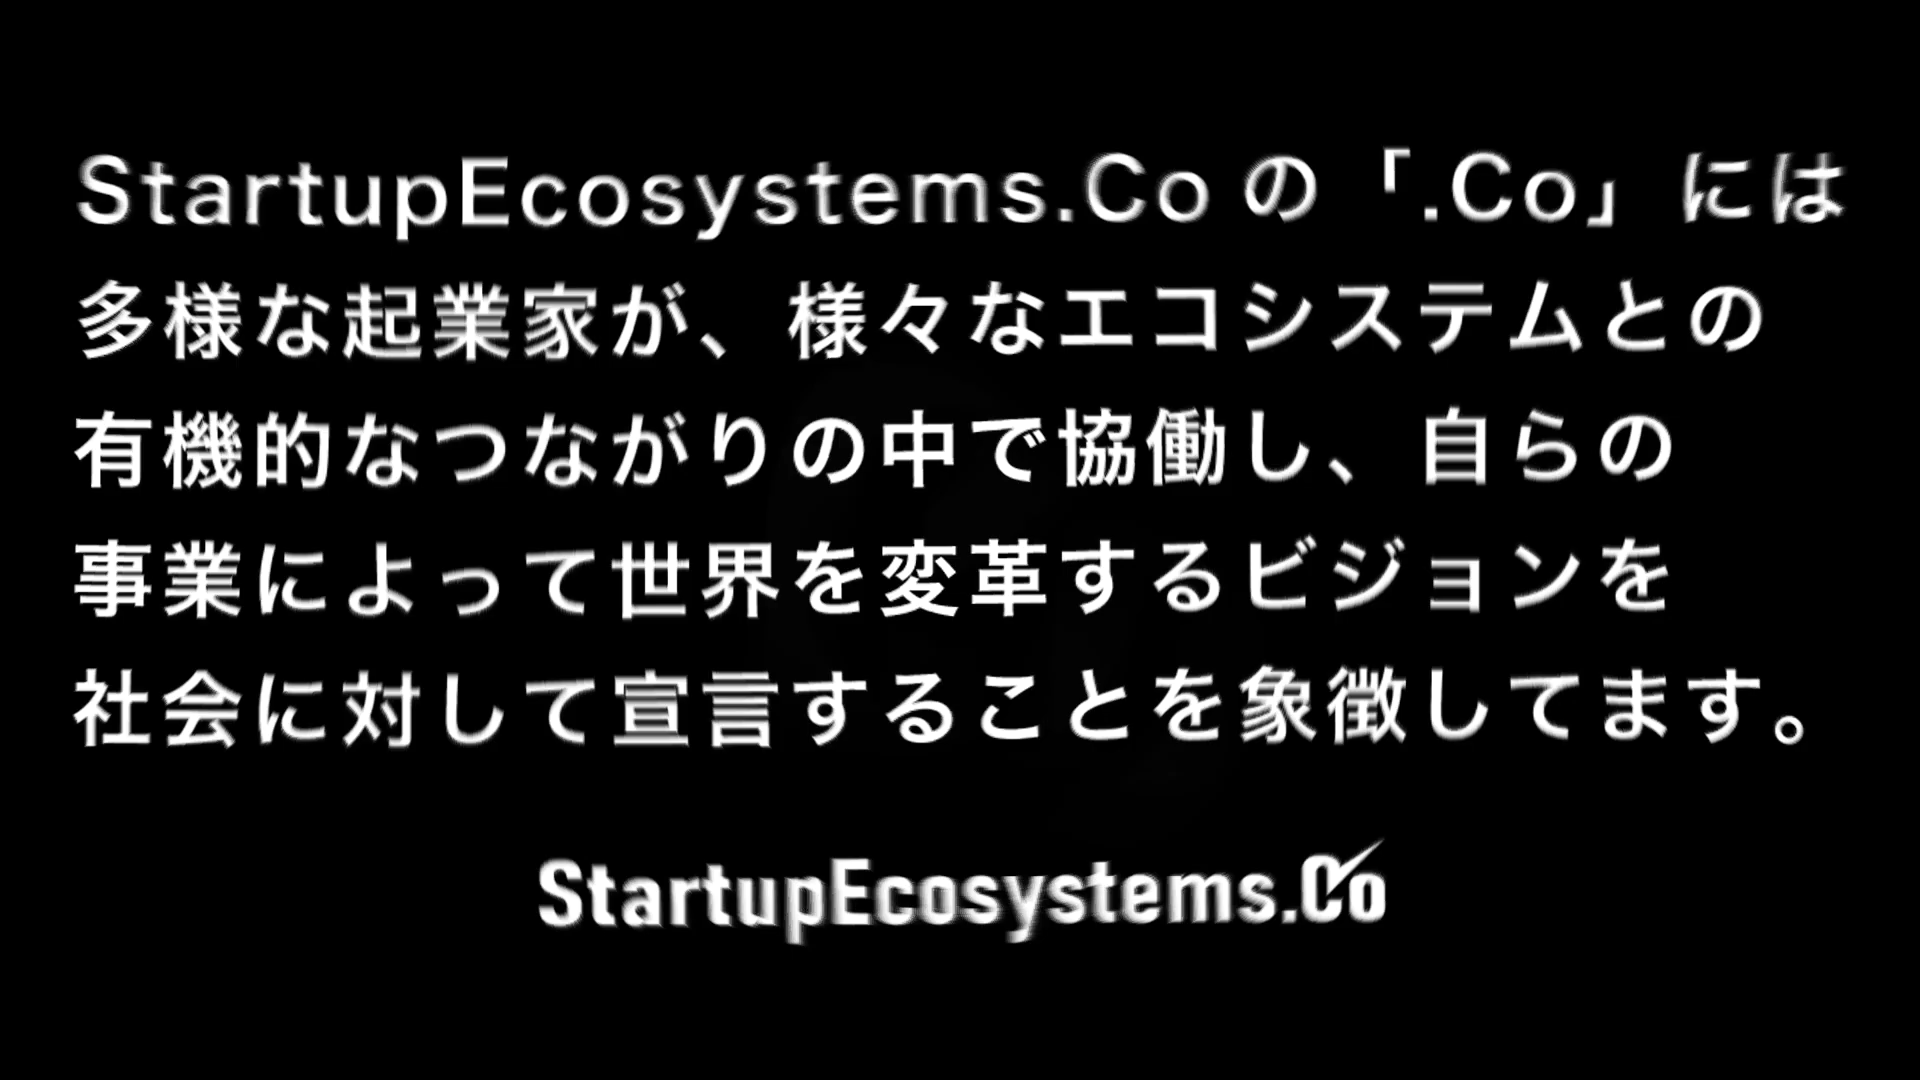 StartupEcosystems.Co の「.Co」には
多様な起業家が、様々なエコシステムとの
有機的なつながりの中で協働し、自らの
事業によって世界を変革するビジョンを
社会に対して宣言することを象徴してます。
StartupEcosystems.Co